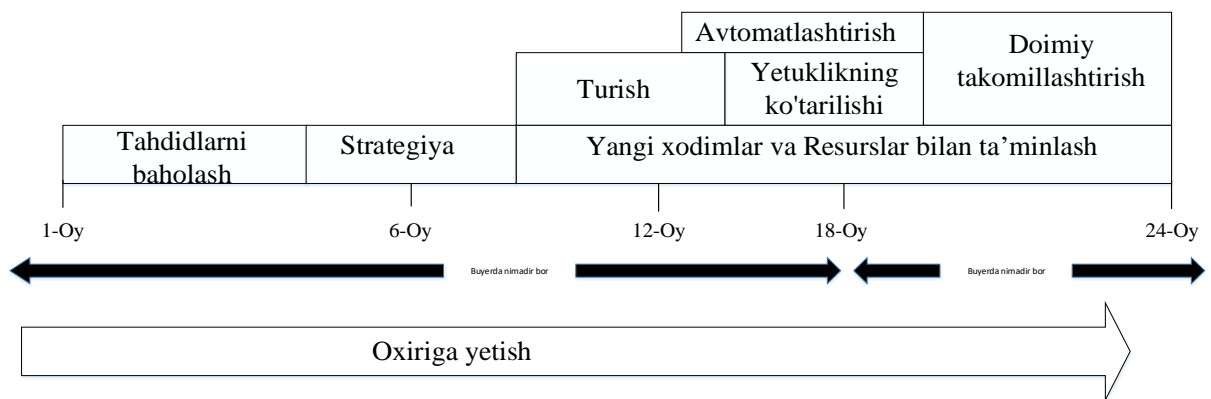 Avtomatlashtirish
Doimiy
takomillashtirish
Turish
Yetuklikning
ko'tarilishi
Tahdidlarni
baholash
Strategiya
Yangi xodimlar va Resurslar bilan ta’minlash
1-Oy
6-Oy
12-Oy
18-Oy
24-Oy
Buyerda nimadir bor
Buyerda nimadir bor
Oxiriga yetish